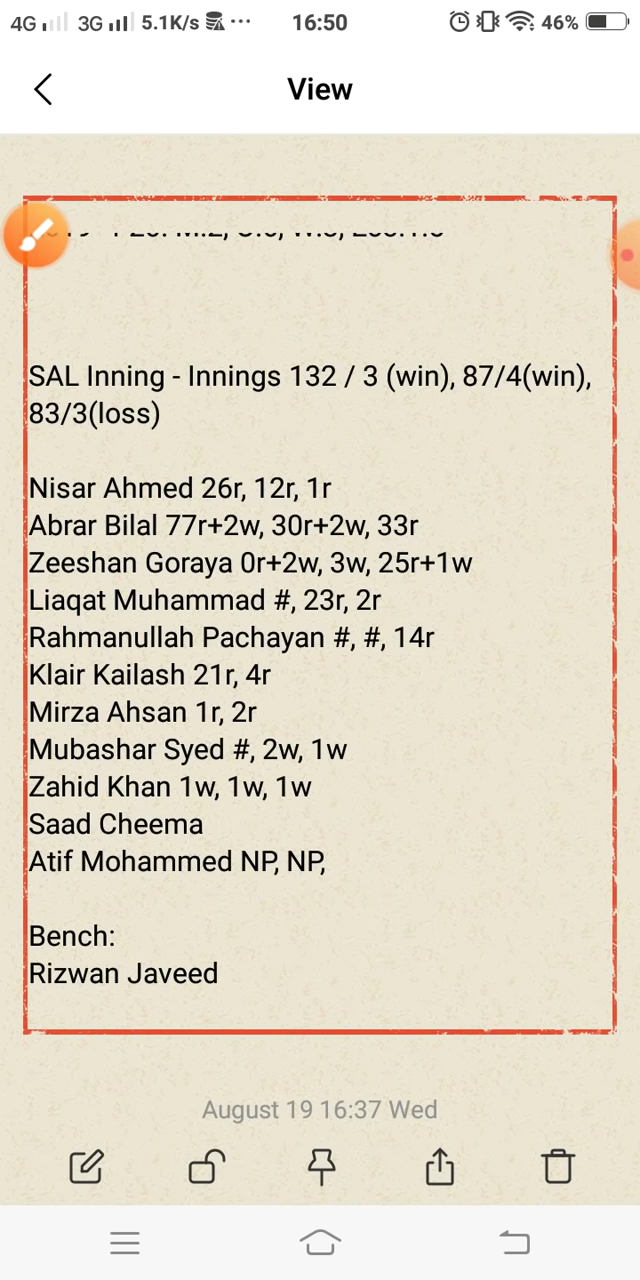 4G 3G 5.1K/s ... 16:50 46%
View
SAL Inning - Innings 132 / 3 (win), 87/4(win),
83/3(loss)
Nisar Ahmed 26r, 12r, 1r
Abrar Bilal 77r+2w, 30r+2w, 33r
Zeeshan Goraya 0r+2w, 3w, 25r+1w
Liaqat Muhammad #, 23r, 2r
Rahmanullah Pachayan #, #, 14r
Klair Kailash 21r, 4r
Mirza Ahsan 1r, 2r
Mubashar Syed #, 2w, 1w
Zahid Khan 1w, 1w, 1w
Saad Cheema
Atif Mohammed NP, NP,
Bench:
Rizwan Javeed
August 19 16:37 Wed